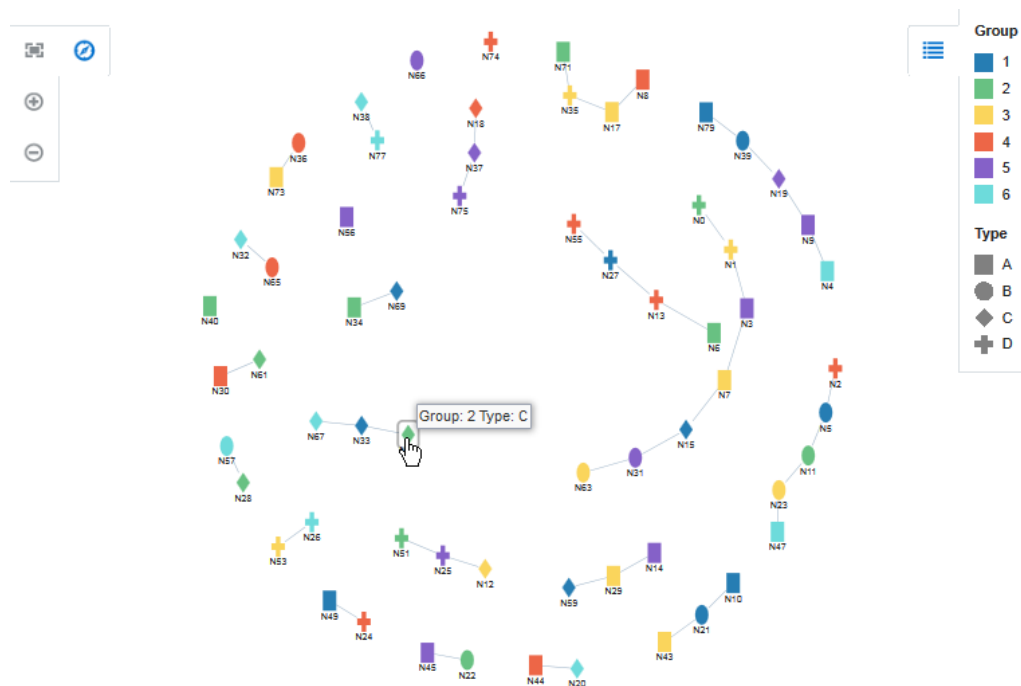 Group
1
2
3
4
5
6
Type
A
B
C
D
N74
N66
N71
N8
N35
N17
N38
N18
N79
N77
N36
N39
N37
N73
N19
N75
N56
N0
N9
N55
N32
N1
N27
N65
N4
N69
N13
N40
N34
N3
N6
N61
N30
N2
N7
Group: 2 Type: C
N5
N67
N33
N15
N57
N11
N31
N63
N28
N23
N26
N47
N51
N53
N25
N14
N12
N29
N59
N10
N49
N24
N21
N43
N45
N22
N44
N20